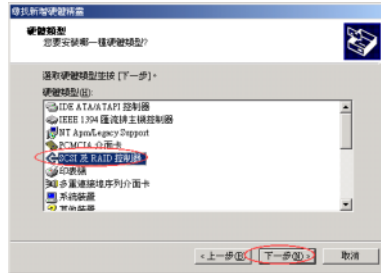 尋找新增硬體精靈
硬體類型
您要安裝哪一種硬體類型?
選取硬體類型並按 [下一步]。
硬體類型(H):
IDE ATA/ATAPI 控制器
IEEE 1394 匯流排主機控制器
NT Apm/Legacy Support
PCMCIA 介面卡
SCSI 及 RAID 控制器
印表機
多重連接埠序列介面卡
系統裝置
其他裝置
<上一步(B)
下一步(N)>
取消